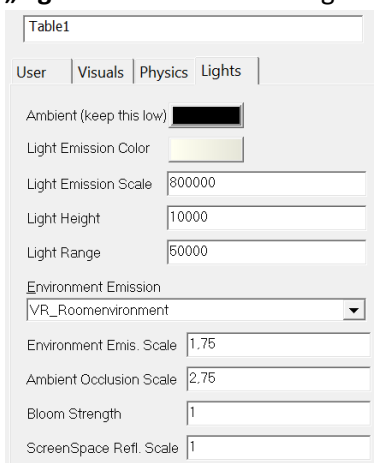 Table1
User Visuals Physics Lights
Ambient (keep this low)
Light Emission Color
Light Emission Scale 800000
Light Height 10000
Light Range 50000
Environment Emission
VR_Roomenvironment
Environment Emis. Scale 1,75
Ambient Occlusion Scale 2,75
Bloom Strength 1
ScreenSpace Refl. Scale 1